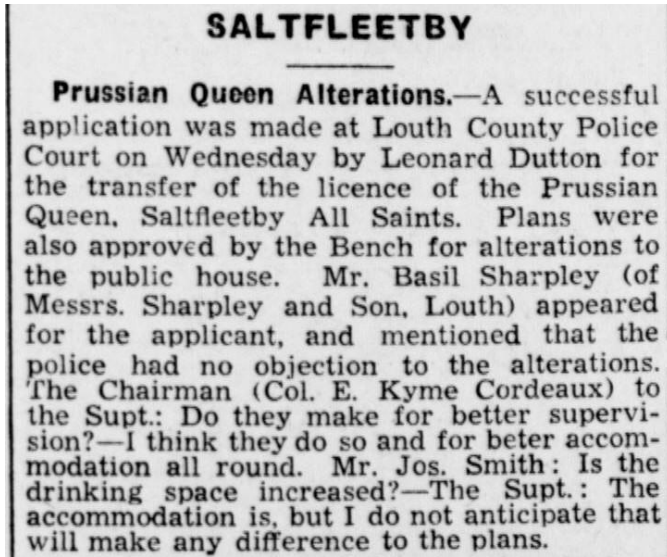 SALTFLEETBY
Prussian Queen Alterations.—A successful
application was made at Louth County Police
Court on Wednesday by Leonard Dutton for
the transfer of the licence of the Prussian
Queen, Saltfleetby All Saints. Plans were
also approved by the Bench for alterations to
the public house. Mr. Basil Sharpley (of
Messrs. Sharpley and Son, Louth) appeared
for the applicant, and mentioned that the
police had no objection to the alterations.
The Chairman (Col. E. Kyme Cordeaux) to
the Supt.: Do they make for better supervi-
sion?—I think they do so and for beter accom-
modation all round. Mr. Jos. Smith: Is the
drinking space increased?—The Supt.: The
accommodation is, but I do not anticipate that
will make any difference to the plans.